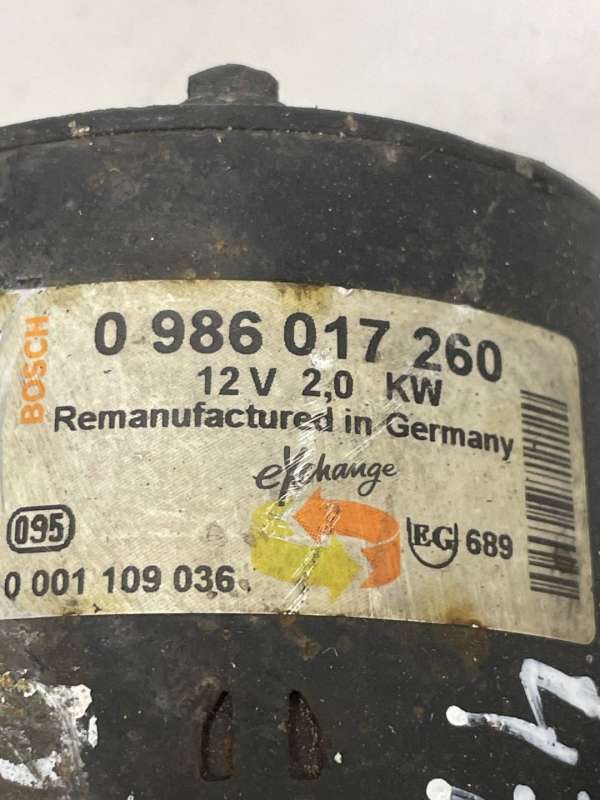 BOSCH
0 986 017 260
12 V 2,0 KW
Remanufactured in Germany
eXchange
095
EG 689
0 001 109 036